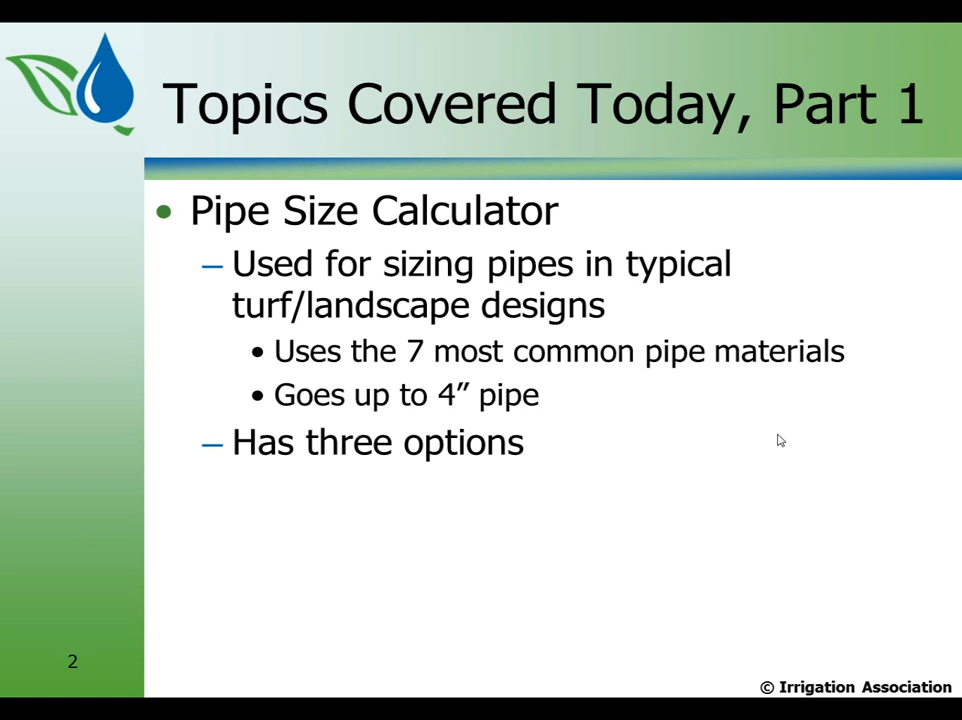 Topics Covered Today, Part 1
• Pipe Size Calculator
– Used for sizing pipes in typical
turf/landscape designs
• Uses the 7 most common pipe materials
• Goes up to 4” pipe
– Has three options
2
© Irrigation Association